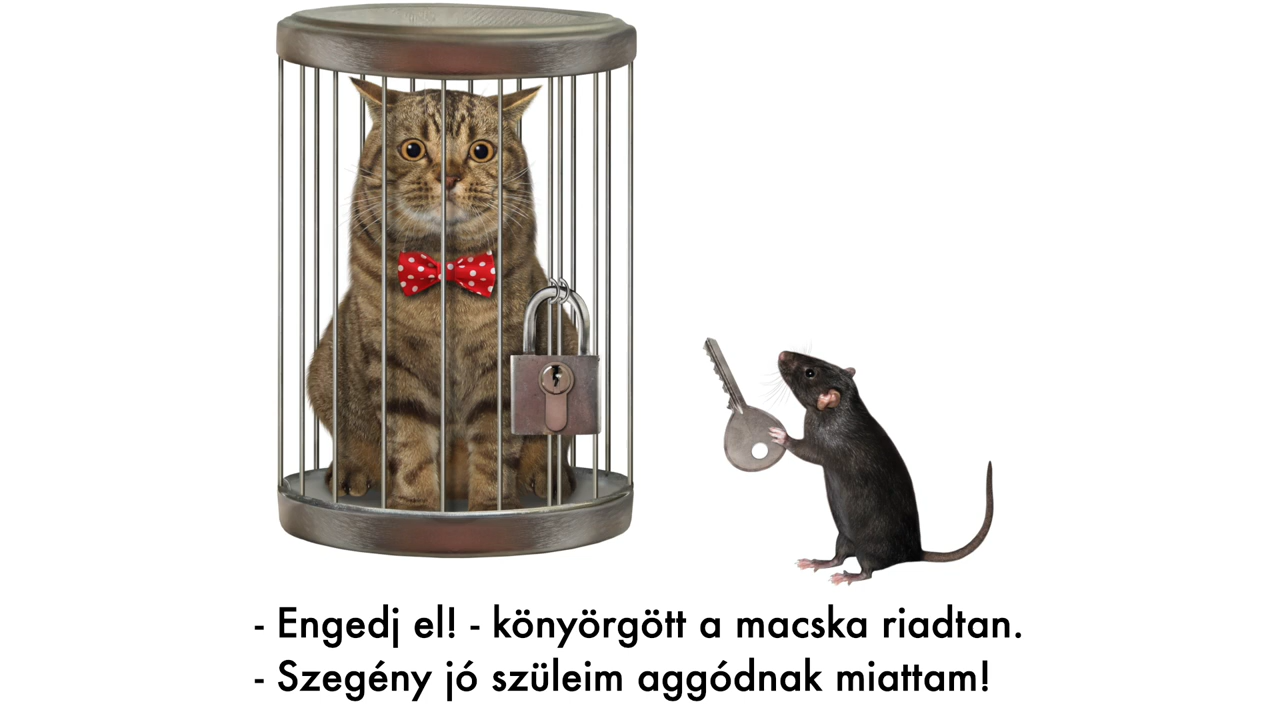 - Engedj el! - könyörgött a macska riadtan.
- Szegény jó szüleim aggódnak miattam!